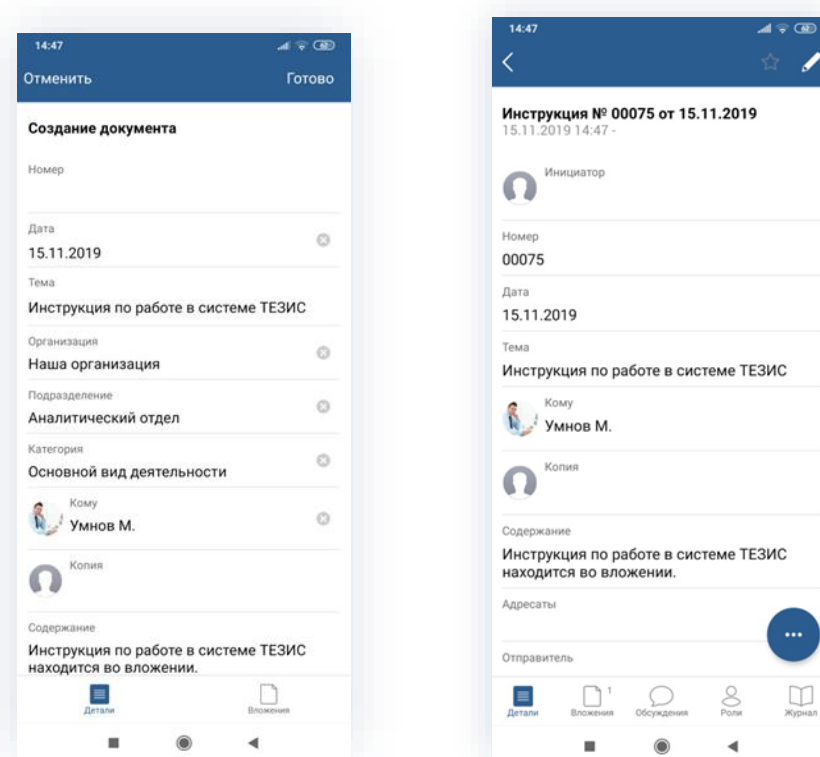 14:47
62
Отменить
Готово
Создание документа
Номер
Дата
15.11.2019
Тема
Инструкция по работе в системе ТЕЗИС
Организация
Наша организация
Подразделение
Аналитический отдел
Категория
Основной вид деятельности
Кому
Умнов М.
Копия
Содержание
Инструкция по работе в системе ТЕЗИС
находится во вложении.
Детали
Вложения
14:47
62
Инструкция № 00075 от 15.11.2019
15.11.2019 14:47 -
Инициатор
Номер
00075
Дата
15.11.2019
Тема
Инструкция по работе в системе ТЕЗИС
Кому
Умнов М.
Копия
Содержание
Инструкция по работе в системе ТЕЗИС
находится во вложении.
Адресаты
Отправитель
1
Детали
Вложения
Обсуждения
Роли
Журнал